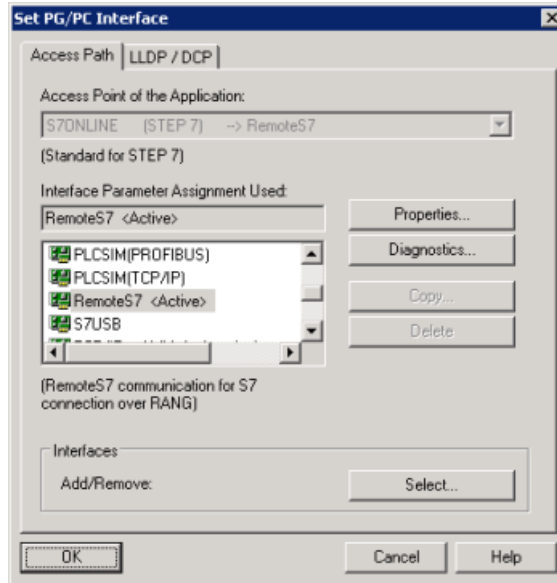 Set PG/PC Interface
Access Path
LLDP / DCP
Access Point of the Application:
S7ONLINE (STEP 7) --> RemoteS7
(Standard for STEP 7)
Interface Parameter Assignment Used:
RemoteS7 <Active>
Properties...
PLCSIM(PROFIBUS)
Diagnostics...
PLCSIM(TCP/IP)
RemoteS7 <Active>
Copy...
S7USB
Delete
(RemoteS7 communication for S7
connection over RANG)
Interfaces
Add/Remove:
Select...
OK
Cancel
Help